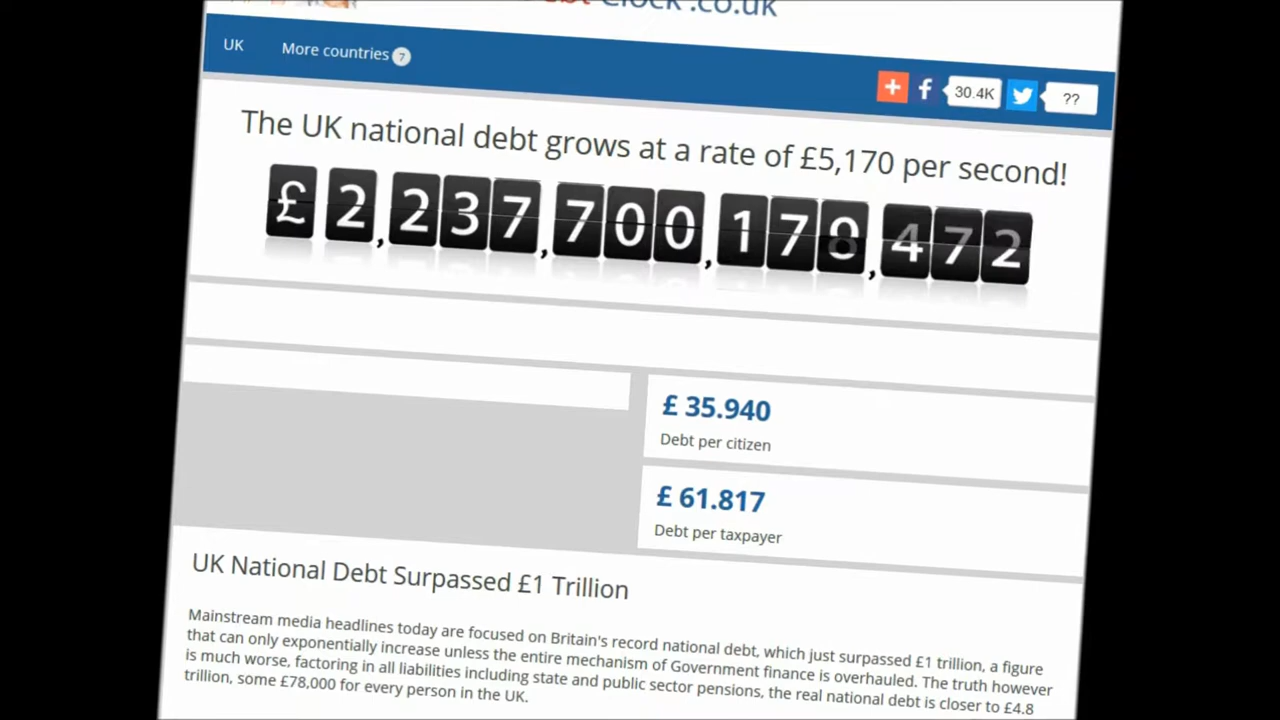 Clock.co.uk
UK More countries 7 + f 30.4K ??
The UK national debt grows at a rate of £5,170 per second!
£2,237,700,178,472
£ 35.940
Debt per citizen
£ 61.817
Debt per taxpayer
UK National Debt Surpassed £1 Trillion
Mainstream media headlines today are focused on Britain's record national debt, which just surpassed £1 trillion, a figure
that can only exponentially increase unless the entire mechanism of Government finance is overhauled. The truth however
is much worse, factoring in all liabilities including state and public sector pensions, the real national debt is closer to £4.8
trillion, some £78,000 for every person in the UK.